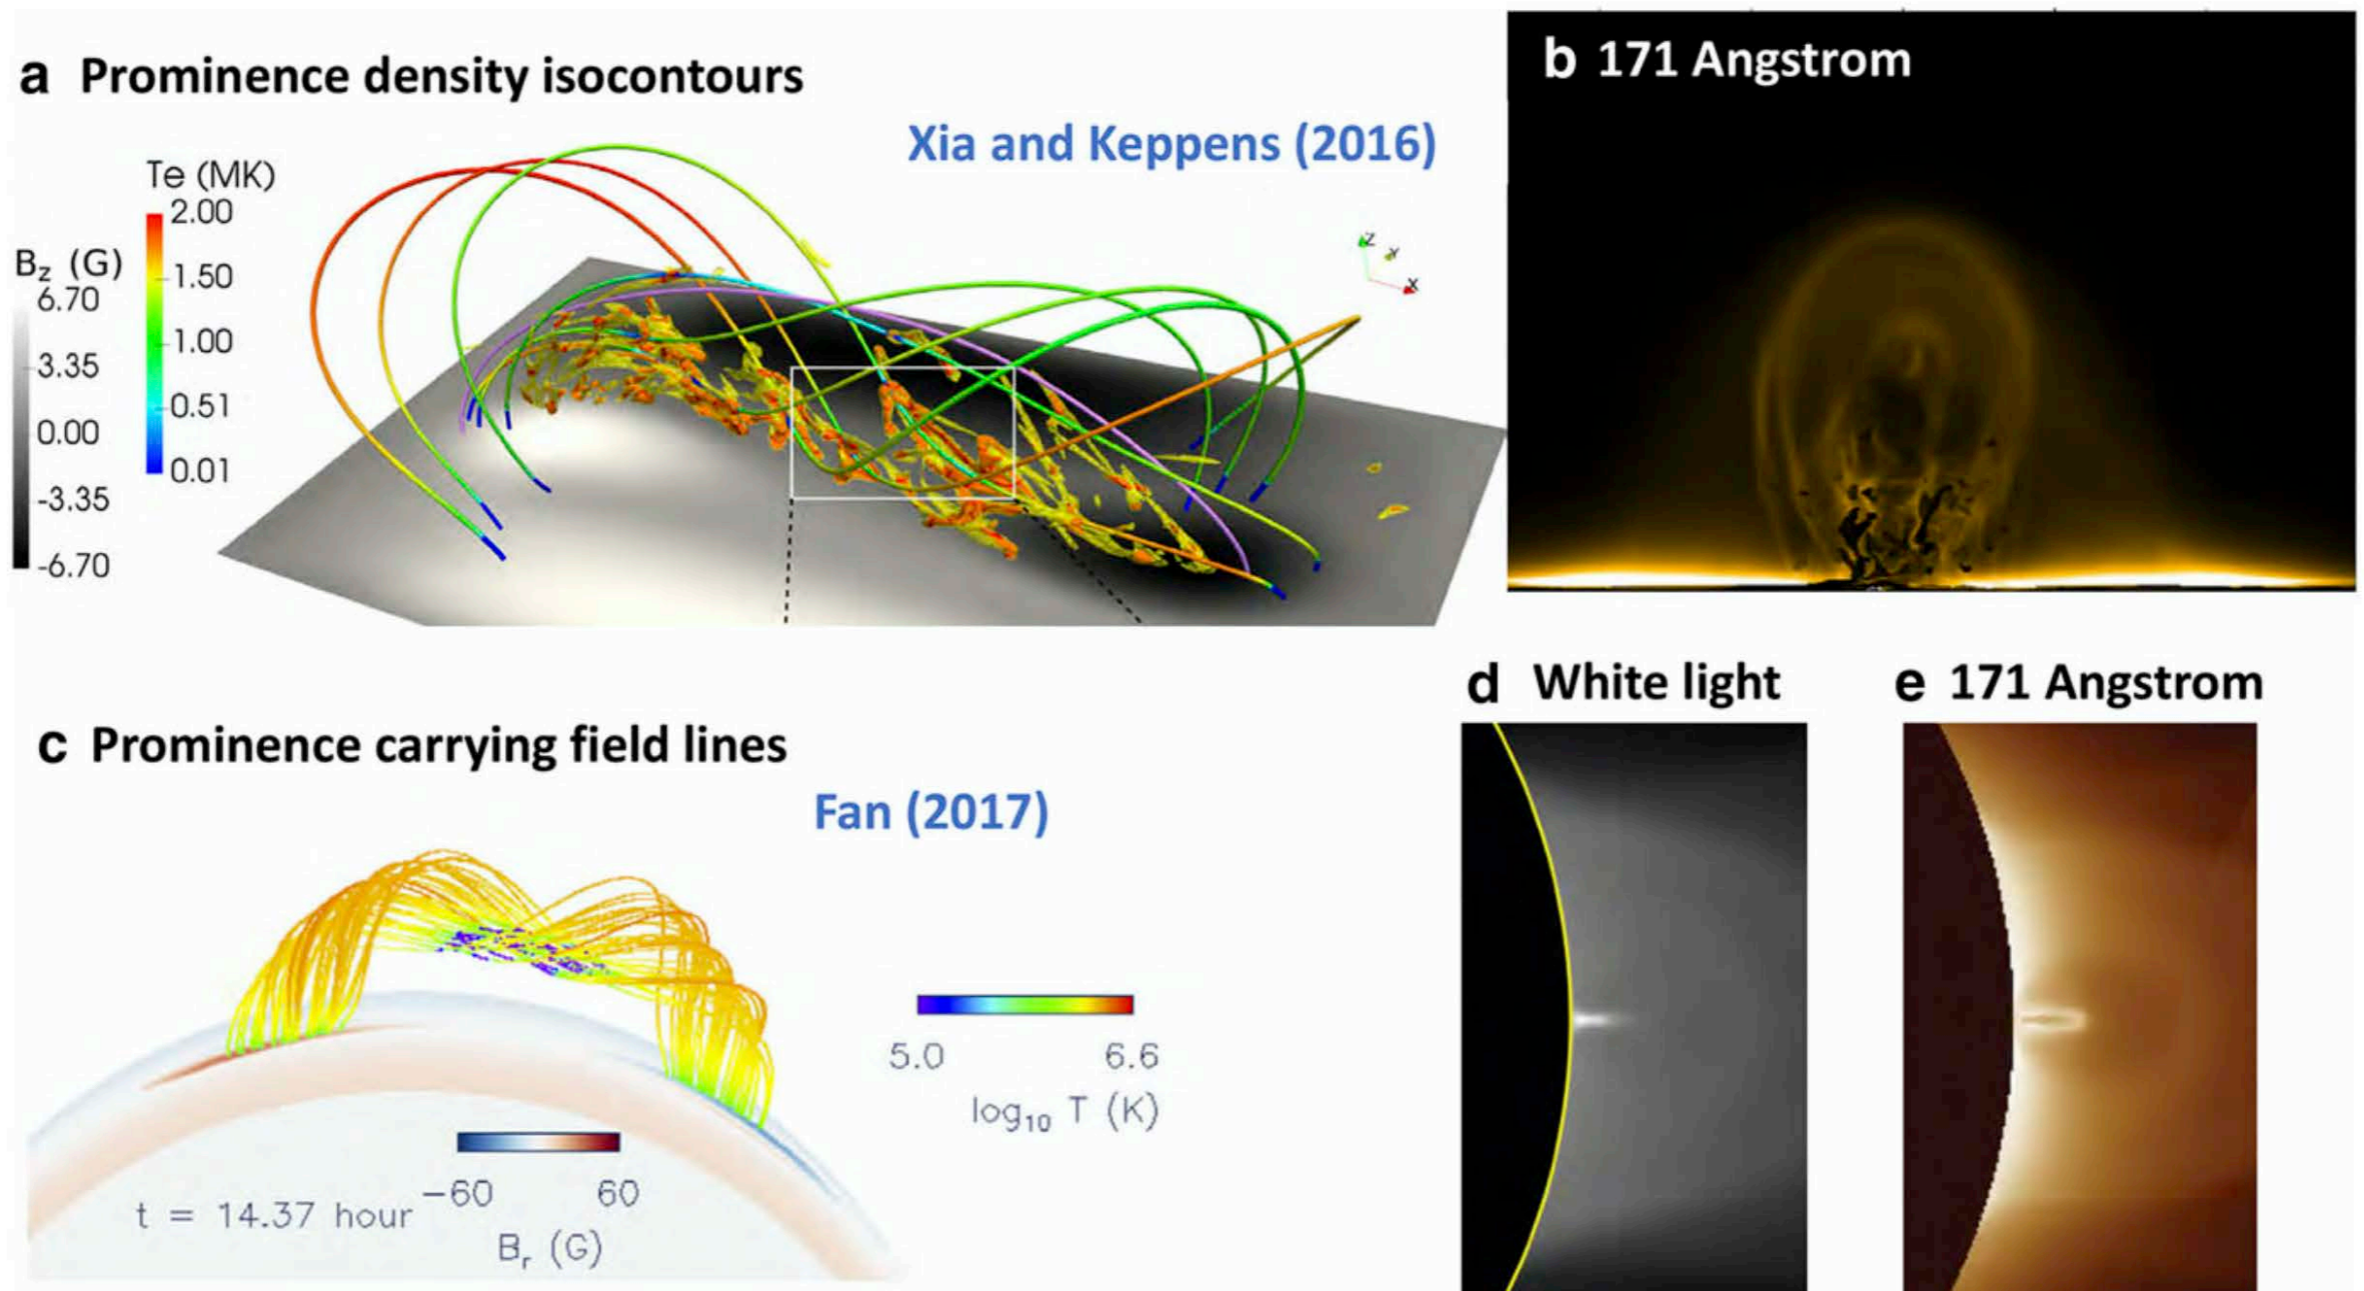 a Prominence density isocontours
Xia and Keppens (2016)
Te (MK)
2.00
1.50
1.00
0.51
0.01
Bz (G)
6.70
3.35
0.00
-3.35
-6.70
Z
Y
X
b 171 Angstrom
c Prominence carrying field lines
Fan (2017)
5.0 6.6
log10 T (K)
t = 14.37 hour
-60 60
Br (G)
d White light
e 171 Angstrom